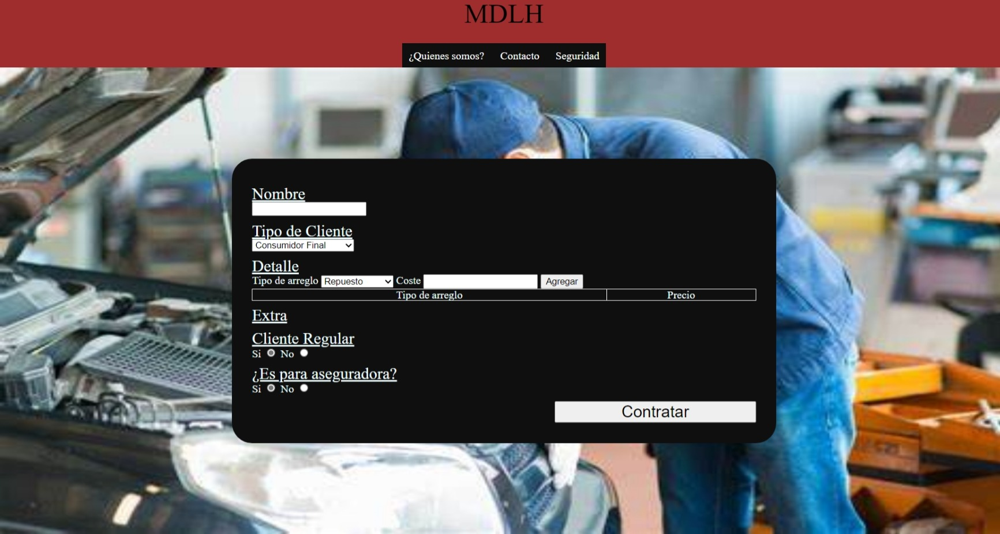 MDLH
¿Quienes somos? Contacto Seguridad
Nombre
Tipo de Cliente
Consumidor Final
Detalle
Tipo de arreglo Repuesto Coste Agregar
Tipo de arreglo Precio
Extra
Cliente Regular
Si No
¿Es para aseguradora?
Si No
Contratar